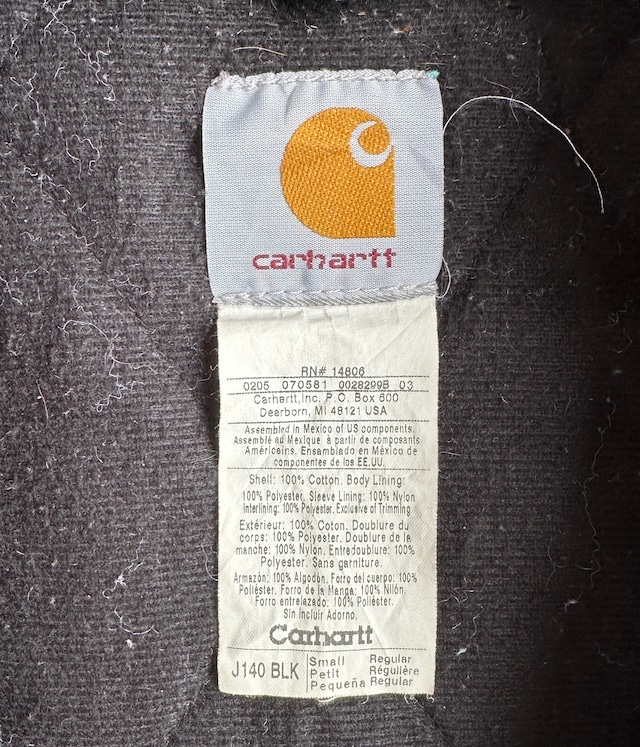 carhartt
RN# 14806
0205 070581 0028299B 03
Carhartt,Inc. P.O. Box 600
Dearborn, MI 48121 USA
Assembled in Mexico of US components.
Assemblé au Mexique à partir de composants
Américains. Ensamblado en México de
componentes de los EE.UU.
Shell: 100% Cotton. Body Lining:
100% Polyester, Sleeve Lining: 100% Nylon
Interlining: 100% Polyester, Exclusive of Trimming
Extérieur: 100% Coton. Doublure du
corps: 100% Polyester. Doublure de la
manche: 100% Nylon. Entredoublure: 100%
Polyester. Sans garniture.
Armazón: 100% Algodón. Forro del cuerpo: 100%
Poliéster. Forro de la Manga: 100% Nilón.
Forro entrelazado: 100% Poliéster.
Sin Incluir Adorno.
Carhartt
J140 BLK Small Regular
Petit Régulière
Pequeña Regular